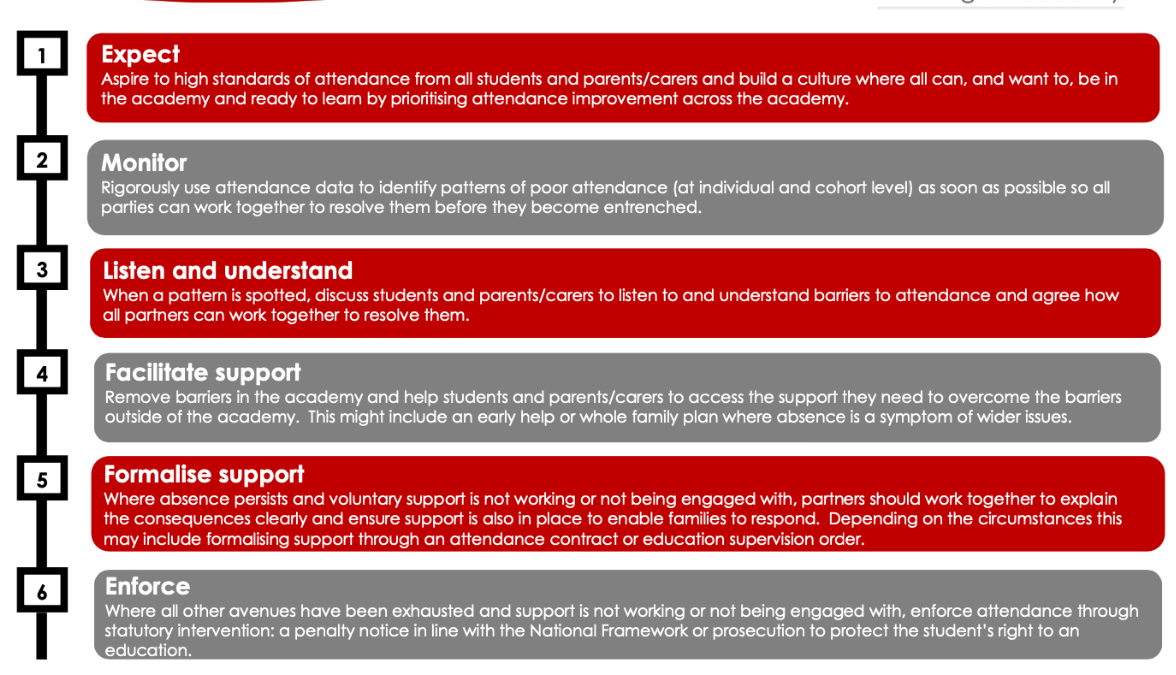 1
Expect
Aspire to high standards of attendance from all students and parents/carers and build a culture where all can, and want to, be in
the academy and ready to learn by prioritising attendance improvement across the academy.
2
Monitor
Rigorously use attendance data to identify patterns of poor attendance (at individual and cohort level) as soon as possible so all
parties can work together to resolve them before they become entrenched.
3
Listen and understand
When a pattern is spotted, discuss students and parents/carers to listen to and understand barriers to attendance and agree how
all partners can work together to resolve them.
4
Facilitate support
Remove barriers in the academy and help students and parents/carers to access the support they need to overcome the barriers
outside of the academy.  This might include an early help or whole family plan where absence is a symptom of wider issues.
5
Formalise support
Where absence persists and voluntary support is not working or not being engaged with, partners should work together to explain
the consequences clearly and ensure support is also in place to enable families to respond.  Depending on the circumstances this
may include formalising support through an attendance contract or education supervision order.
6
Enforce
Where all other avenues have been exhausted and support is not working or not being engaged with, enforce attendance through
statutory intervention: a penalty notice in line with the National Framework or prosecution to protect the student's right to an
education.